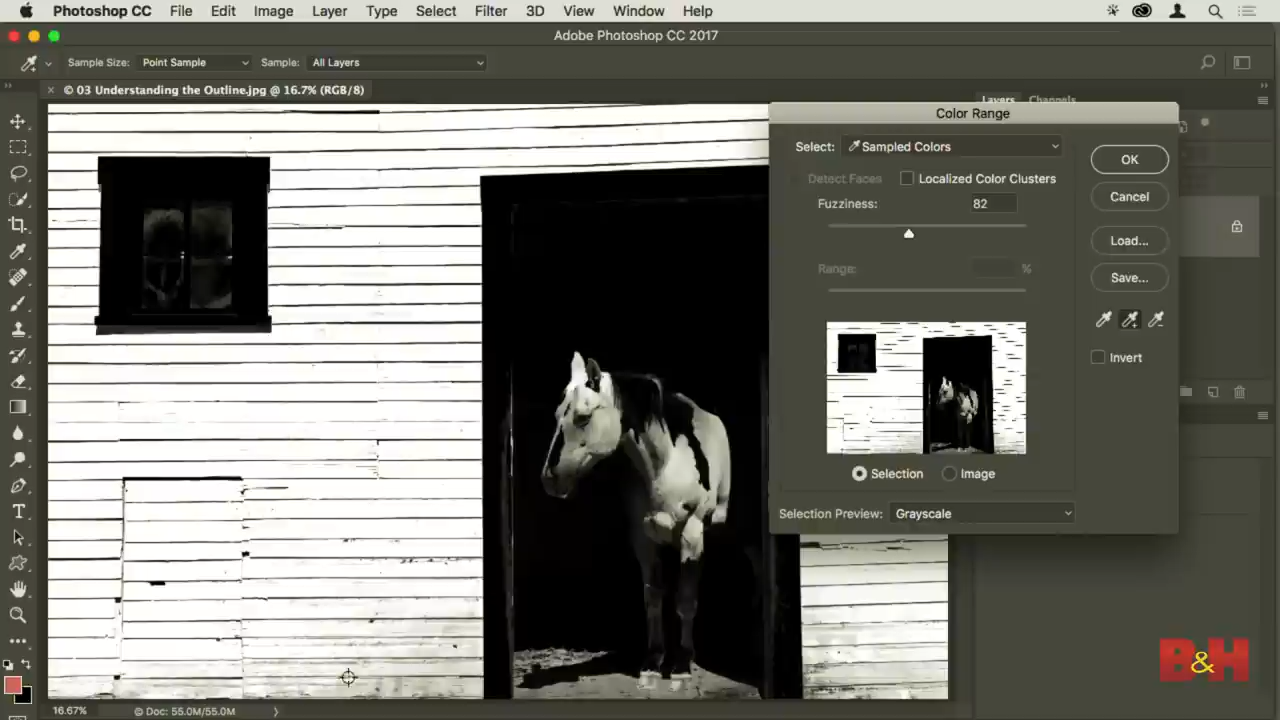 Photoshop CC File Edit Image Layer Type Select Filter 3D View Window Help
Adobe Photoshop CC 2017
Sample Size: Point Sample Sample: All Layers
× © 03 Understanding the Outline.jpg @ 16.7% (RGB/8)
Layers Channels
Color Range
Select: Sampled Colors
OK
Detect Faces Localized Color Clusters
Fuzziness: 82
Cancel
Load...
Range: %
Save...
Invert
Selection Image
Selection Preview: Grayscale
B&H
16.67% Doc: 55.0M/55.0M